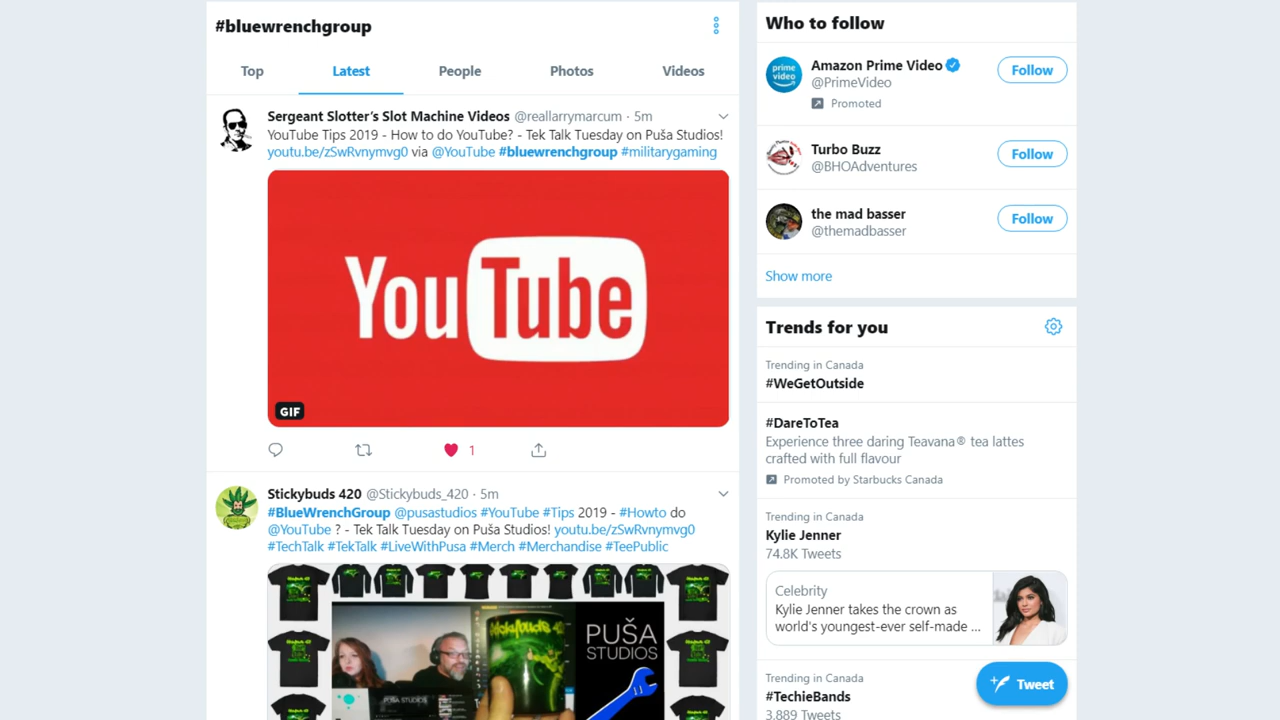 #bluewrenchgroup
Top
Latest
People
Photos
Videos
Sergeant Slotter's Slot Machine Videos @reallarrymarcum · 5m
YouTube Tips 2019 - How to do YouTube? - Tek Talk Tuesday on Puša Studios!
youtu.be/zSwRvnymvg0 via @YouTube #bluewrenchgroup #militarygaming
YouTube
GIF
1
Stickybuds 420 @Stickybuds_420 · 5m
#BlueWrenchGroup @pusastudios #YouTube #Tips 2019 - #Howto do
@YouTube ? - Tek Talk Tuesday on Puša Studios! youtu.be/zSwRvnymvg0
#TechTalk #TekTalk #LiveWithPusa #Merch #Merchandise #TeePublic
Stickybuds
PUŠA
STUDIOS
PUŠA STUDIOS
Who to follow
prime
video
Amazon Prime Video
@PrimeVideo
Promoted
Follow
Turbo Buzz
@BHOAdventures
Follow
the mad basser
@themadbasser
Follow
Show more
Trends for you
Trending in Canada
#WeGetOutside
#DareToTea
Experience three daring Teavana® tea lattes
crafted with full flavour
Promoted by Starbucks Canada
Trending in Canada
Kylie Jenner
74.8K Tweets
Celebrity
Kylie Jenner takes the crown as
world's youngest-ever self-made ...
Trending in Canada
#TechieBands
3,889 Tweets
Tweet